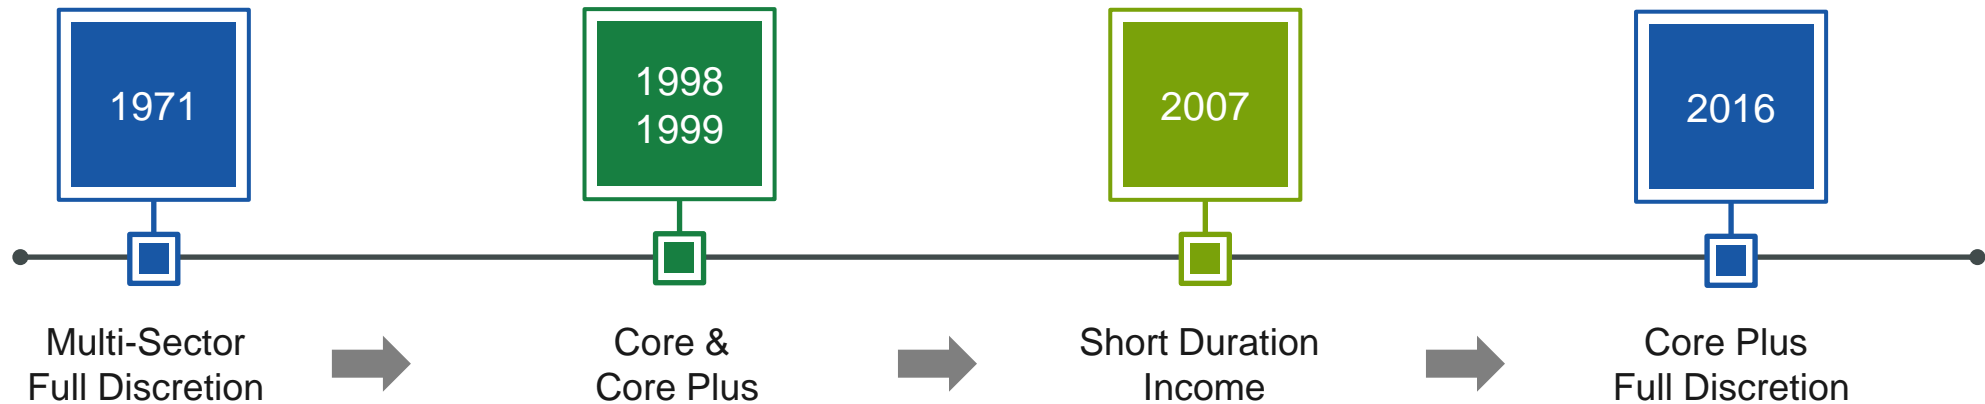 1971
1998
1999
2007
2016
Multi-Sector
Full Discretion
Core &
Core Plus
Short Duration
Income
Core Plus
Full Discretion